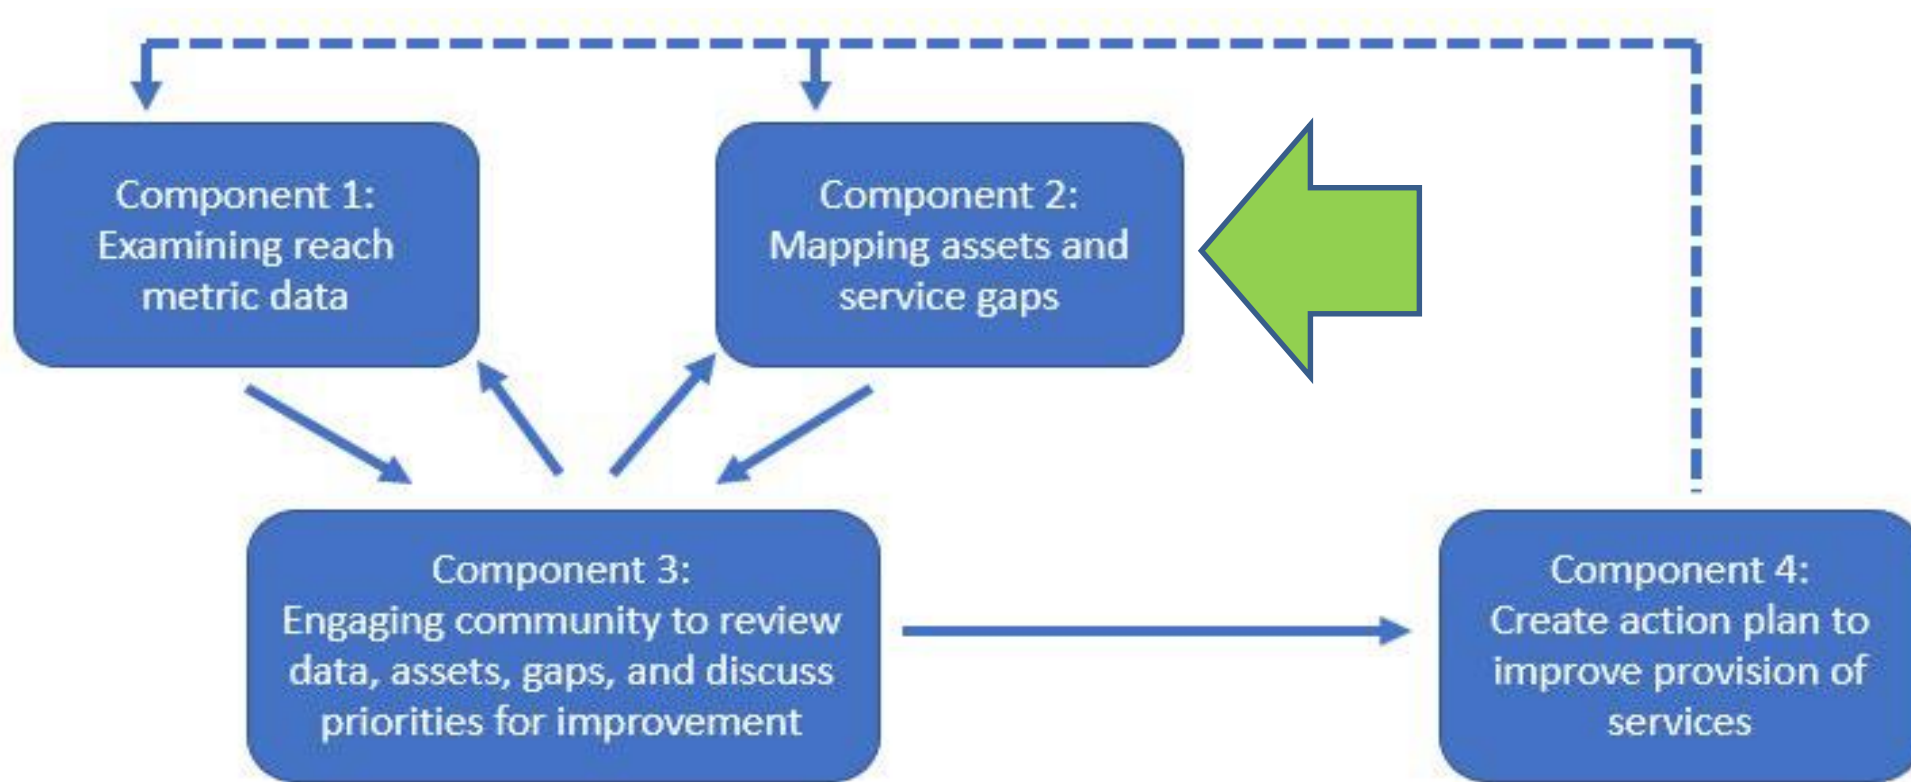 Component 1:
Examining reach
metric data
Component 2:
Mapping assets and
service gaps
Component 3:
Engaging community to review
data, assets, gaps, and discuss
priorities for improvement
Component 4:
Create action plan to
improve provision of
services